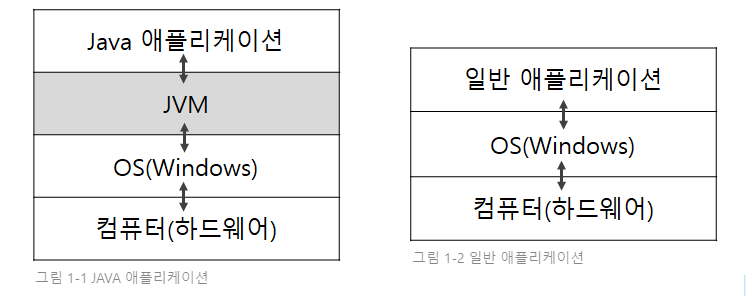 Java 애플리케이션
JVM
OS(Windows)
컴퓨터(하드웨어)
그림 1-1 JAVA 애플리케이션
일반 애플리케이션
OS(Windows)
컴퓨터(하드웨어)
그림 1-2 일반 애플리케이션